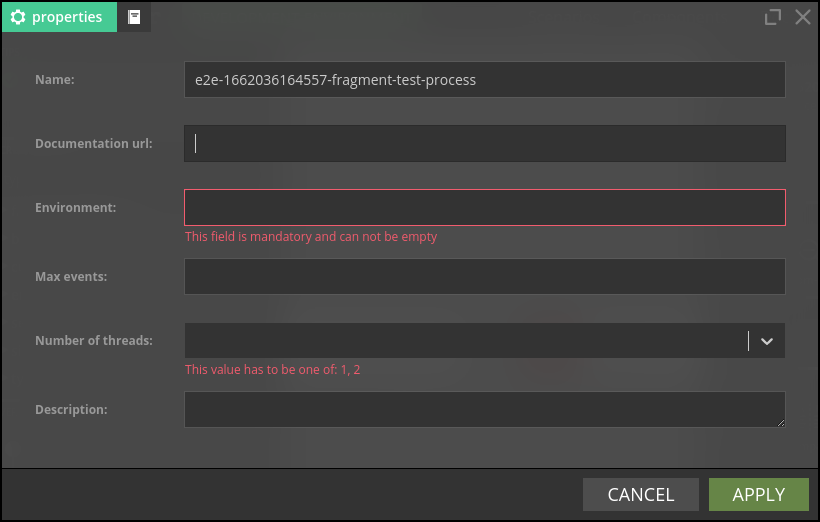 properties
Name:
e2e-1662036164557-fragment-test-process
Documentation url:
Environment:
This field is mandatory and can not be empty
Max events:
Number of threads:
This value has to be one of: 1, 2
Description:
CANCEL
APPLY